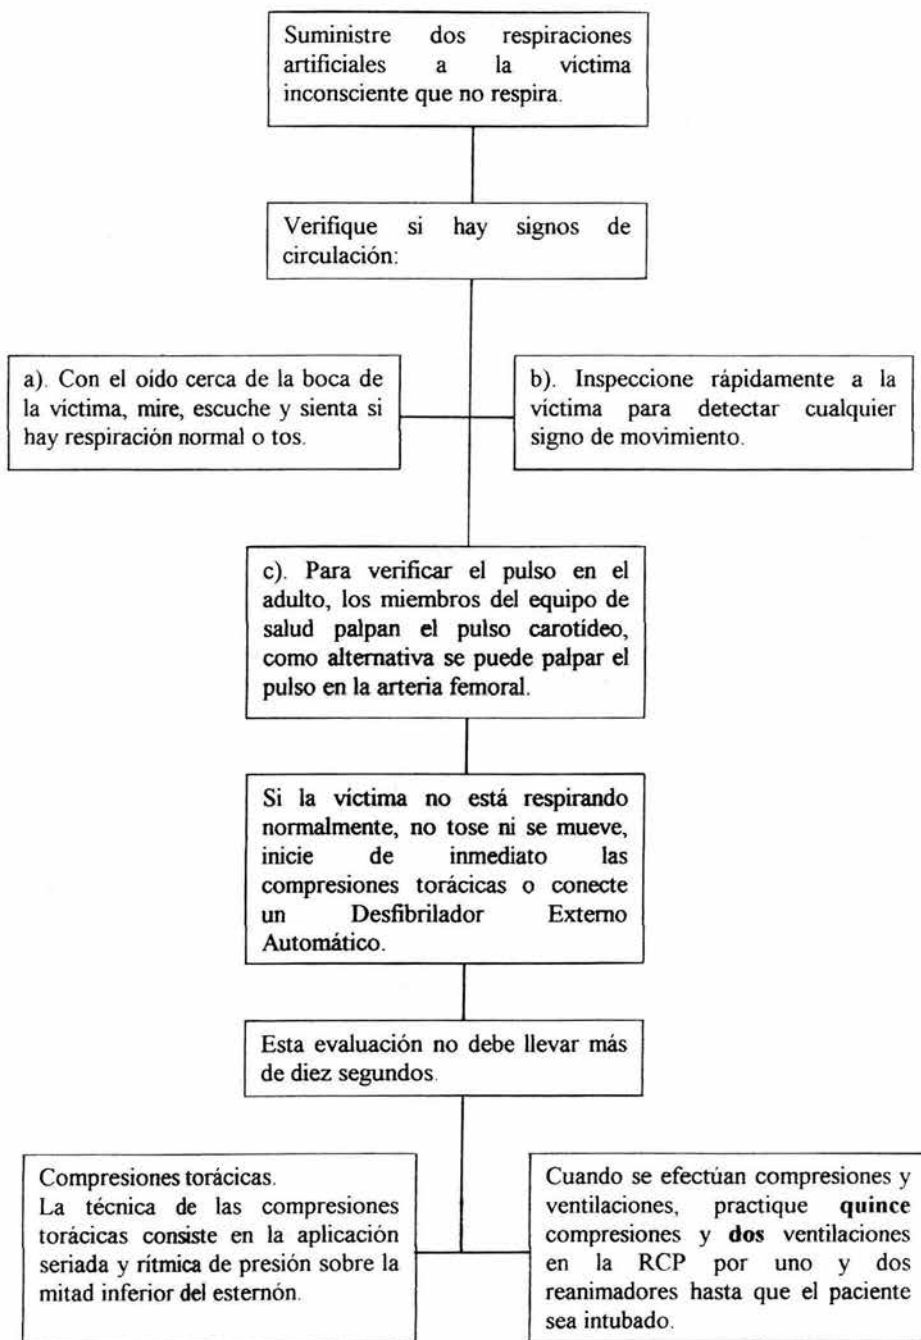 Suministre dos respiraciones
artificiales a la víctima
inconsciente que no respira.
Verifique si hay signos de
circulación:
a). Con el oído cerca de la boca de
la víctima, mire, escuche y sienta si
hay respiración normal o tos.
b). Inspeccione rápidamente a la
víctima para detectar cualquier
signo de movimiento.
c). Para verificar el pulso en el
adulto, los miembros del equipo de
salud palpan el pulso carotídeo,
como alternativa se puede palpar el
pulso en la arteria femoral.
Si la víctima no está respirando
normalmente, no tose ni se mueve,
inicie de inmediato las
compresiones torácicas o conecte
un Desfibrilador Externo
Automático.
Esta evaluación no debe llevar más
de diez segundos.
Compresiones torácicas.
La técnica de las compresiones
torácicas consiste en la aplicación
seriada y rítmica de presión sobre la
mitad inferior del esternón.
Cuando se efectúan compresiones y
ventilaciones, practique quince
compresiones y dos ventilaciones
en la RCP por uno y dos
reanimadores hasta que el paciente
sea intubado.